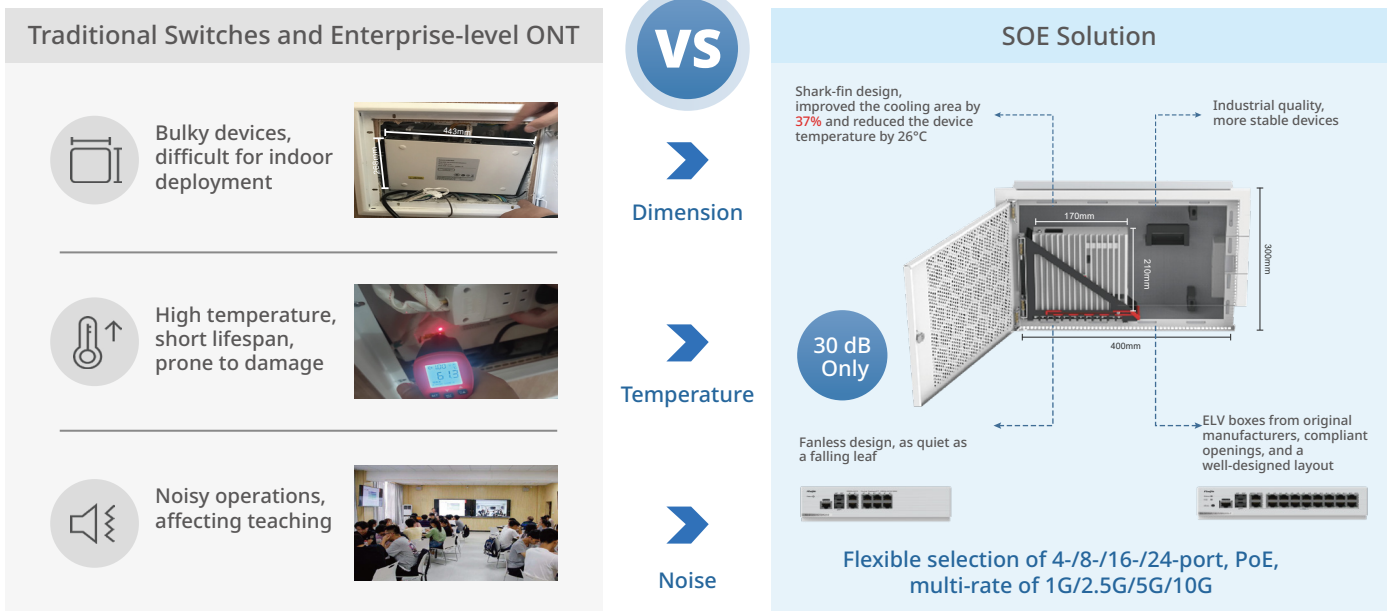 Traditional Switches and Enterprise-level ONT
VS
SOE Solution
Bulky devices,
difficult for indoor
deployment
443mm
Dimension
High temperature,
short lifespan,
prone to damage
Temperature
Noisy operations,
affecting teaching
Noise
Shark-fin design,
improved the cooling area by
37% and reduced the device
temperature by 26°C
Industrial quality,
more stable devices
170mm
210mm
300mm
400mm
30 dB
Only
Fanless design, as quiet as
a falling leaf
ELV boxes from original
manufacturers, compliant
openings, and a
well-designed layout
Flexible selection of 4-/8-/16-/24-port, PoE,
multi-rate of 1G/2.5G/5G/10G